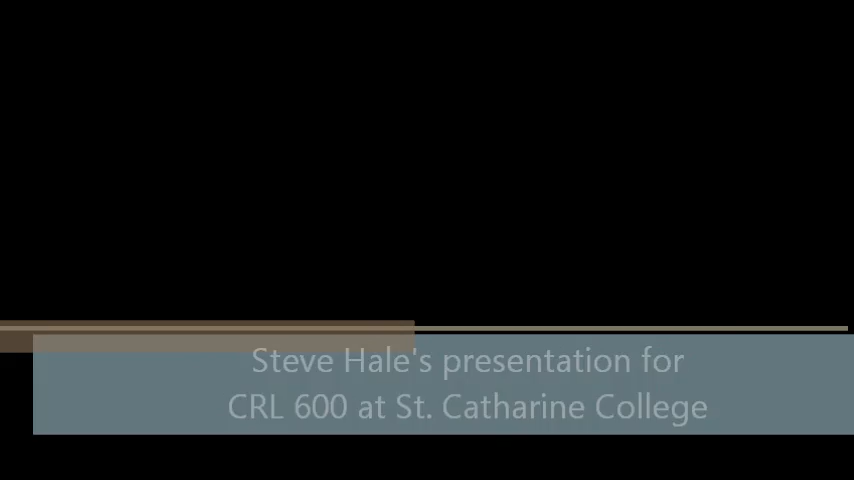 Steve Hale's presentation for
CRL 600 at St. Catharine College